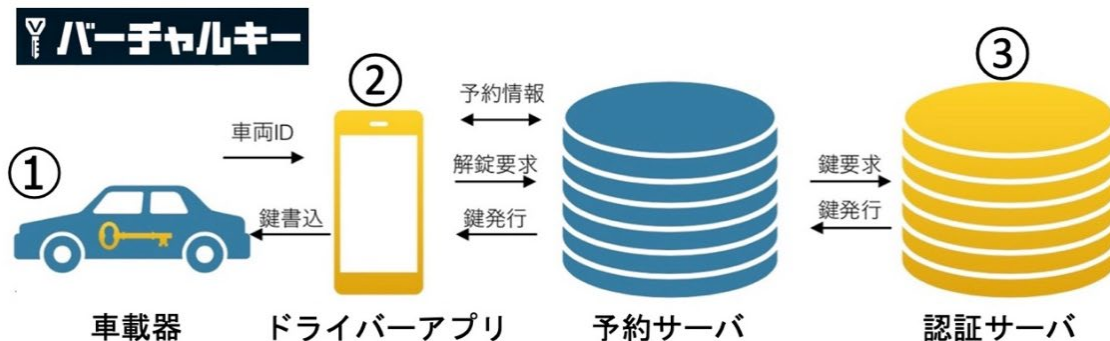 バーチャルキー
①
②
③
車両ID
鍵書込
予約情報
解錠要求
鍵発行
鍵要求
鍵発行
車載器
ドライバーアプリ
予約サーバ
認証サーバ